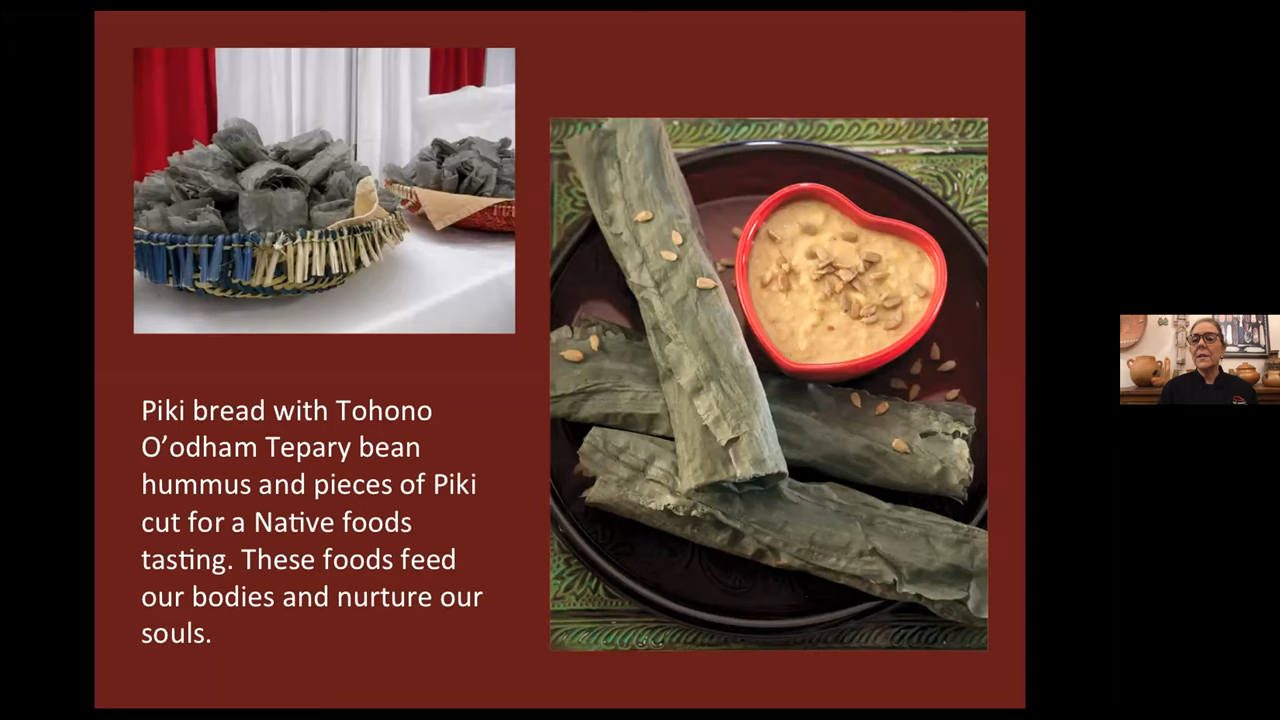 Piki bread with Tohono
O’odham Tepary bean
hummus and pieces of Piki
cut for a Native foods
tasting. These foods feed
our bodies and nurture our
souls.